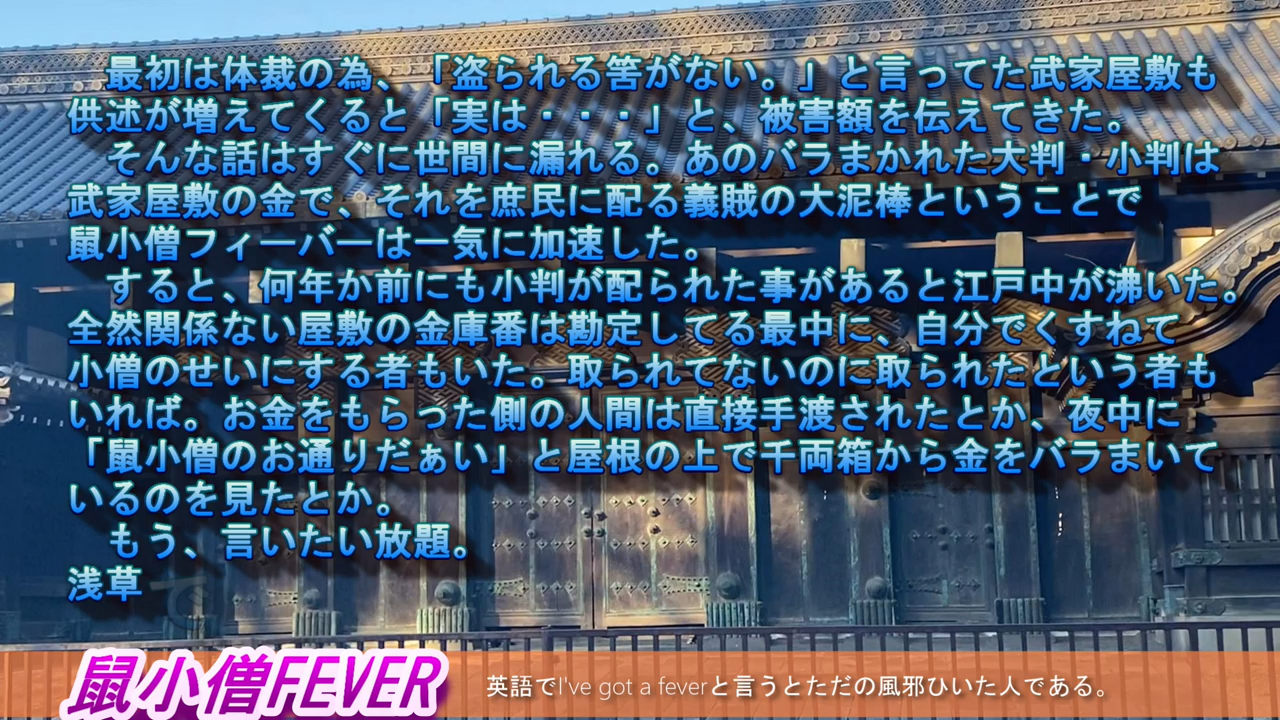 最初は体裁の為、「盗られる筈がない。」と言ってた武家屋敷も
供述が増えてくると「実は・・・」と、被害額を伝えてきた。
そんな話はすぐに世間に漏れる。あのバラまかれた大判・小判は
武家屋敷の金で、それを庶民に配る義賊の大泥棒ということで
鼠小僧フィーバーは一気に加速した。
すると、何年か前にも小判が配られた事があると江戸中が沸いた。
全然関係ない屋敷の金庫番は勘定してる最中に、自分でくすねて
小僧のせいにする者もいた。取られてないのに取られたという者も
いれば。お金をもらった側の人間は直接手渡されたとか、夜中に
「鼠小僧のお通りだぁい」と屋根の上で千両箱から金をバラまいて
いるのを見たとか。
もう、言いたい放題。
浅草で
鼠小僧FEVER
英語でI've got a feverと言うとただの風邪ひいた人である。